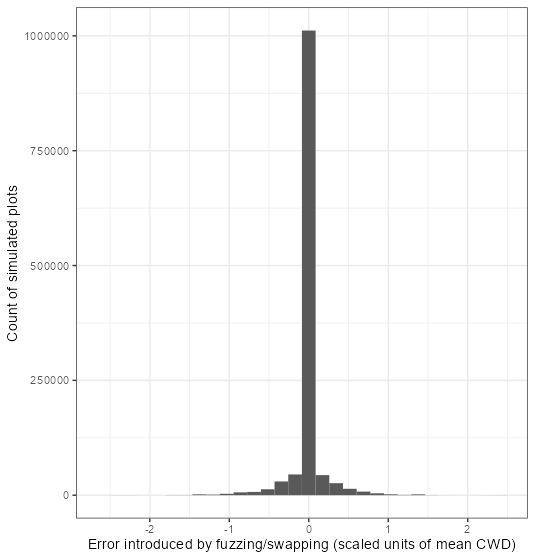 Count of simulated plots
1000000
750000
500000
250000
0
-2 -1 0 1 2
Error introduced by fuzzing/swapping (scaled units of mean CWD)